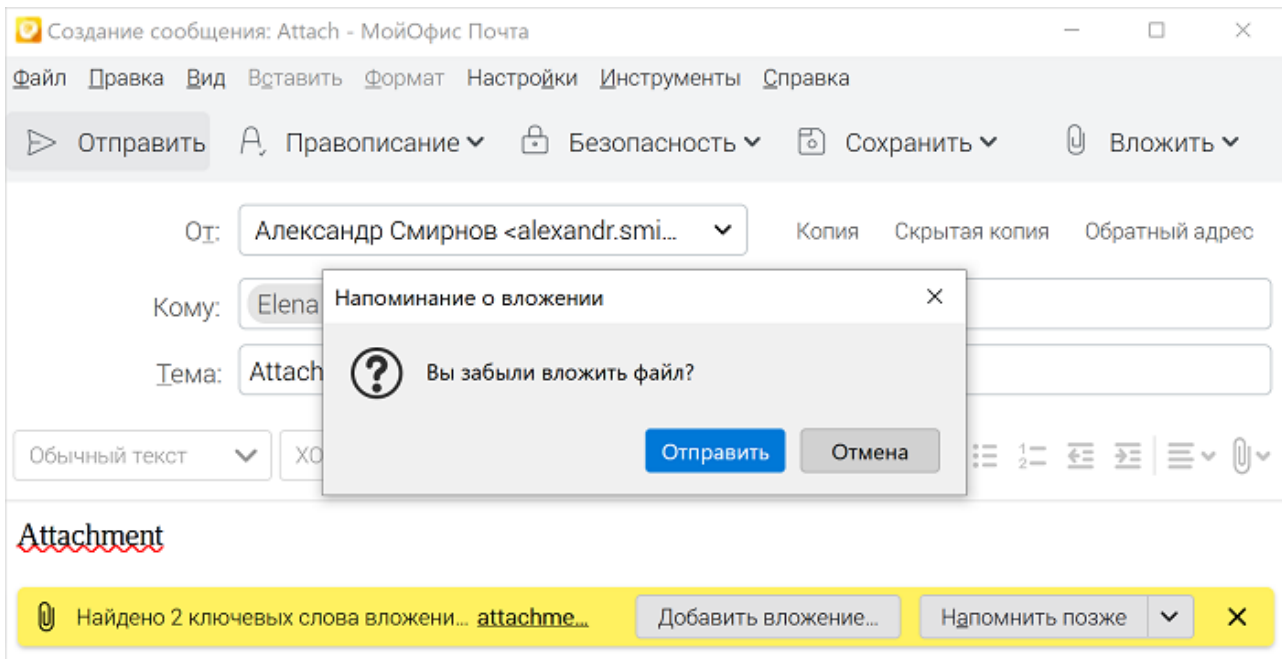 Создание сообщения: Attach - МойОфис Почта
Файл Правка Вид Вставить Формат Настройки Инструменты Справка
Отправить Правописание Безопасность Сохранить Вложить
От: Александр Смирнов <alexandr.smi... Копия Скрытая копия Обратный адрес
Кому: Elena
Напоминание о вложении
Тема: Attach
Вы забыли вложить файл?
Отправить Отмена
Обычный текст
Attachment
Найдено 2 ключевых слова вложени... attachme... Добавить вложение... Напомнить позже